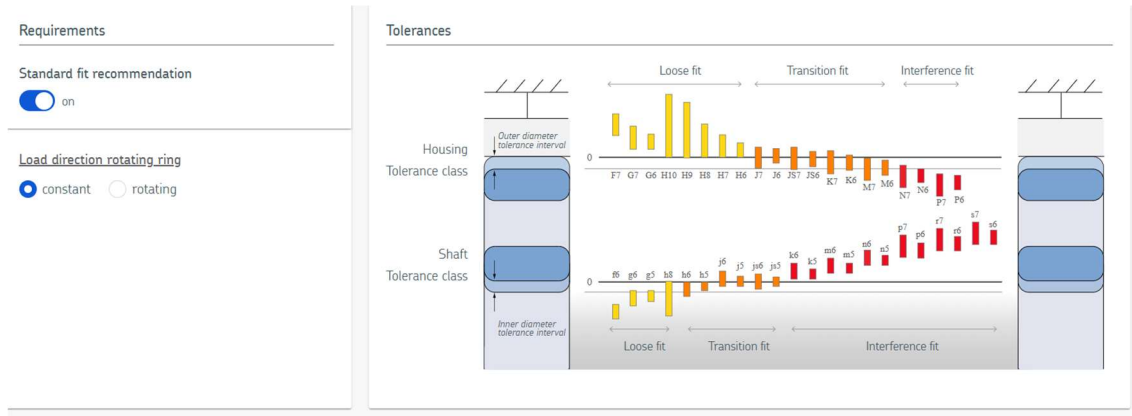 Requirements
Standard fit recommendation
on
Load direction rotating ring
constant rotating
Tolerances
Loose fit Transition fit Interference fit
Outer diameter
tolerance interval
Housing
Tolerance class
0
F7 G7 G6 H10 H9 H8 H7 H6 J7 J6 JS7 JS6 K7 K6 M7 M6 N7 N6 P7 P6
Shaft
Tolerance class
0
f6 g6 g5 h8 h6 h5 j6 j5 js6 js5 k6 k5 m6 m5 n6 n5 p7 p6 r7 r6 s7 s6
Inner diameter
tolerance interval
Loose fit Transition fit Interference fit